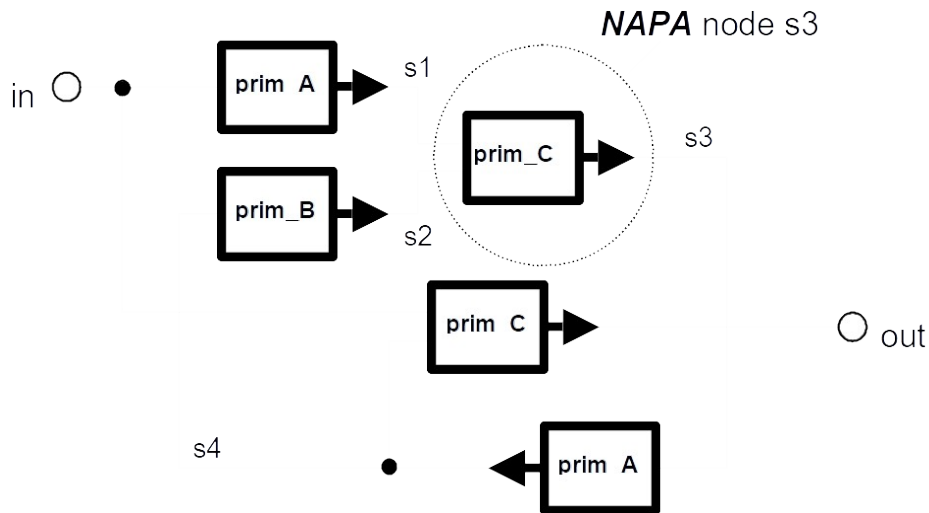 NAPA node s3
in
prim A
s1
prim_C
s3
prim_B
s2
prim C
out
s4
prim A